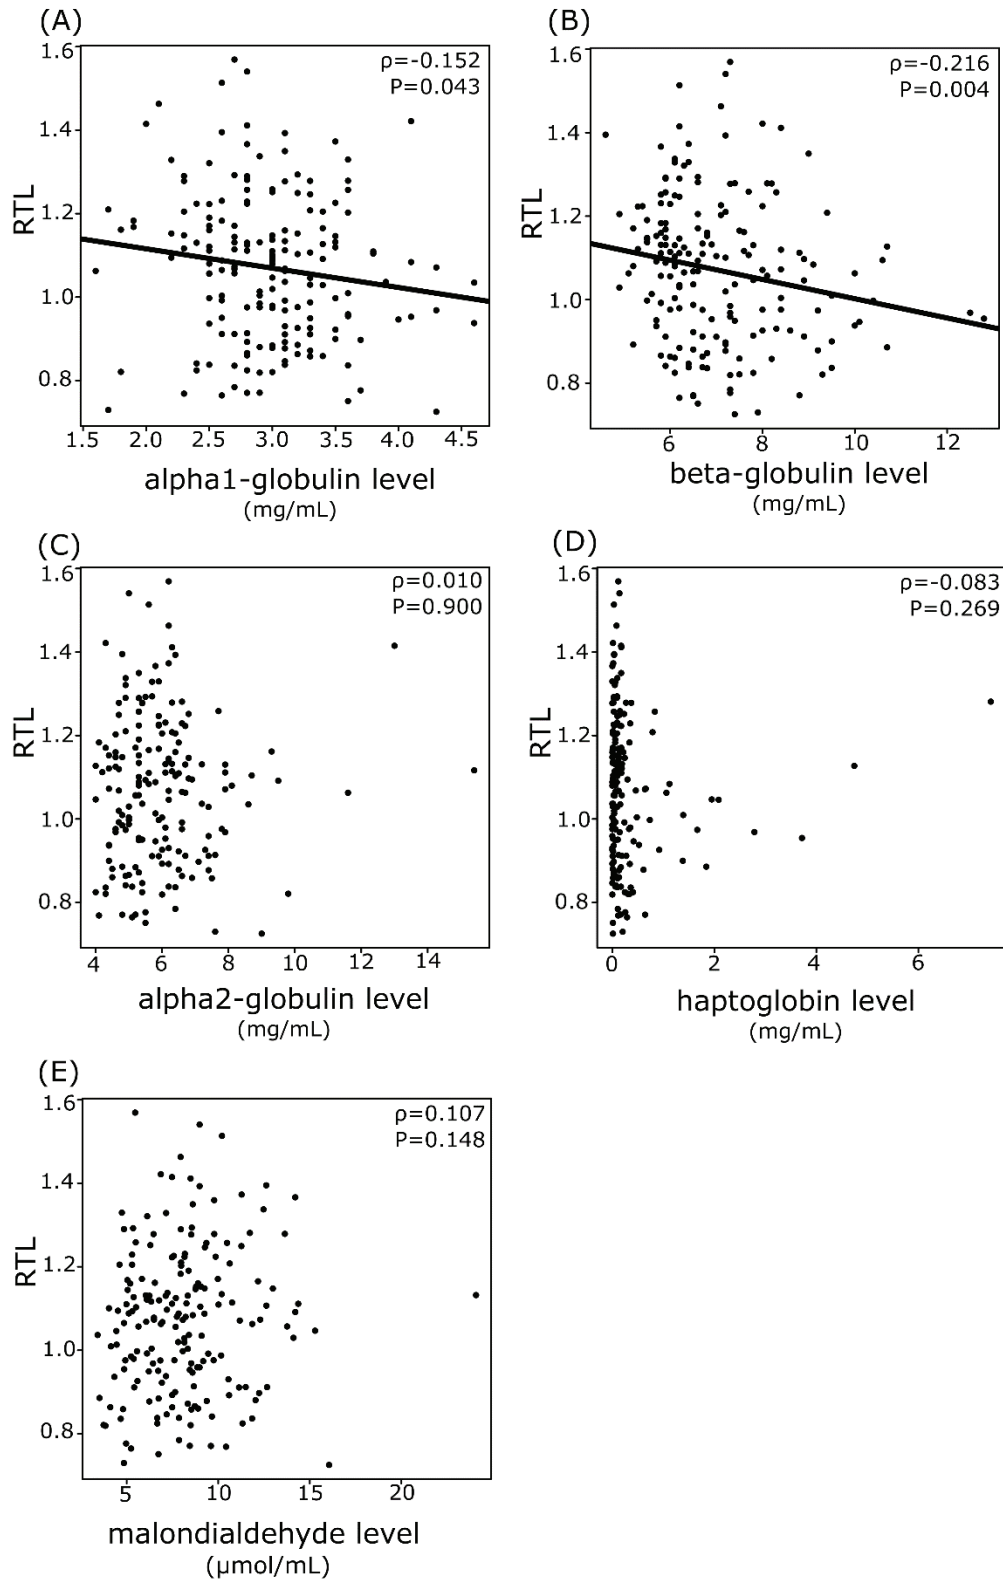 (A)
ρ=-0.152
P=0.043
1.6
1.4
1.2
1.0
0.8
RTL
1.5 2.0 2.5 3.0 3.5 4.0 4.5
alpha1-globulin level
(mg/mL)
(B)
ρ=-0.216
P=0.004
1.6
1.4
1.2
1.0
0.8
RTL
6 8 10 12
beta-globulin level
(mg/mL)
(C)
ρ=0.010
P=0.900
1.6
1.4
1.2
1.0
0.8
RTL
4 6 8 10 12 14
alpha2-globulin level
(mg/mL)
(D)
ρ=-0.083
P=0.269
1.6
1.4
1.2
1.0
0.8
RTL
0 2 4 6
haptoglobin level
(mg/mL)
(E)
ρ=0.107
P=0.148
1.6
1.4
1.2
1.0
0.8
RTL
5 10 15 20
malondialdehyde level
(μmol/mL)